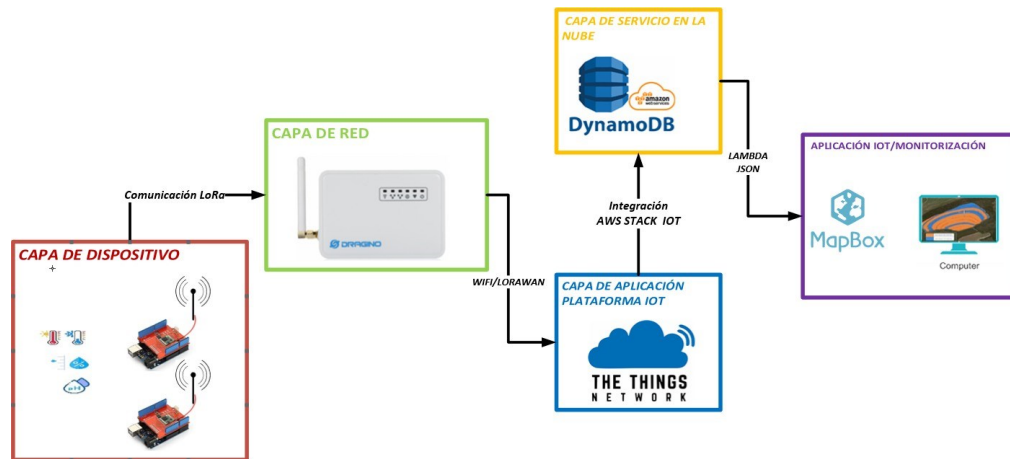 CAPA DE DISPOSITIVO
pH
Comunicación LoRa
CAPA DE RED
DRAGINO
WIFI/LORAWAN
CAPA DE APLICACIÓN
PLATAFORMA IOT
THE THINGS
NETWORK
Integración
AWS STACK IOT
CAPA DE SERVICIO EN LA
NUBE
amazon
webservices
DynamoDB
LAMBDA
JSON
APLICACIÓN IOT/MONITORIZACIÓN
MapBox
Computer